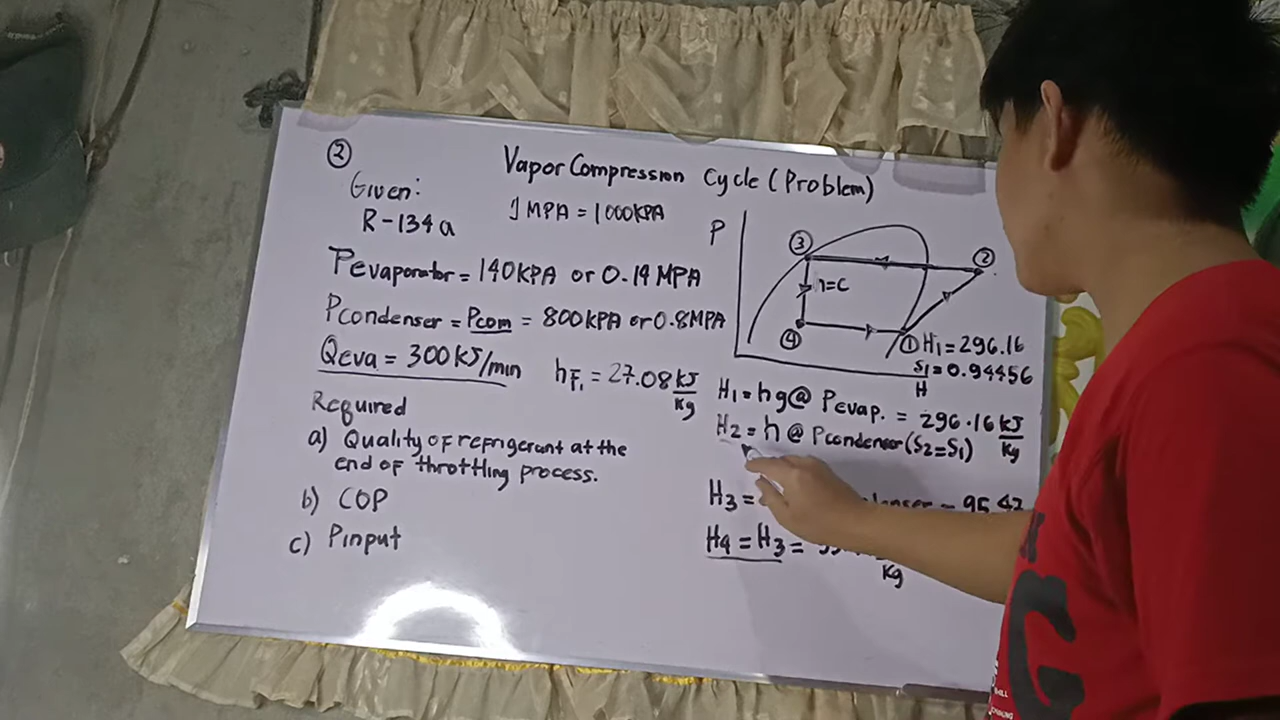 ②
Vapor Compression Cycle (Problem)
Given:
R-134a
1 MPA = 1000KPA
Pevaporator = 140KPA or 0.14 MPA
Pcondenser = Pcom = 800KPA or 0.8MPA
Qeva = 300 KJ/min
hF1 = 27.08 KJ/Kg
Required
a) Quality of refrigerant at the
end of throttling process.
b) COP
c) Pinput
P
③
②
h=C
④
① H1 = 296.16
S1 = 0.94456
H
H1 = hg @ Pevap. = 296.16 KJ/Kg
H2 = h @ Pcondenser (S2=S1)
H3 = = 95.47
H4 = H3 =
Kg
G